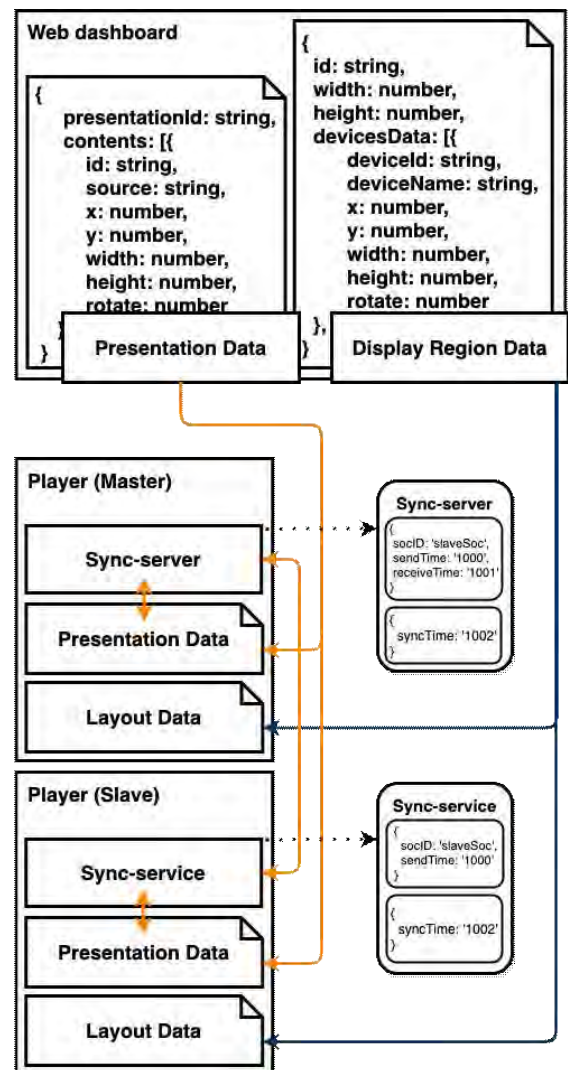 Web dashboard
{
presentationId: string,
contents: [{
id: string,
source: string,
x: number,
y: number,
width: number,
height: number,
rotate: number
}
}
Presentation Data
{
id: string,
width: number,
height: number,
devicesData: [{
deviceId: string,
deviceName: string,
x: number,
y: number,
width: number,
height: number,
rotate: number
},
}
Display Region Data
Player (Master)
Sync-server
Presentation Data
Layout Data
Sync-server
{
socID: 'slaveSoc',
sendTime: '1000',
receiveTime: '1001'
}
{
syncTime: '1002'
}
Player (Slave)
Sync-service
Presentation Data
Layout Data
Sync-service
{
socID: 'slaveSoc',
sendTime: '1000'
}
{
syncTime: '1002'
}